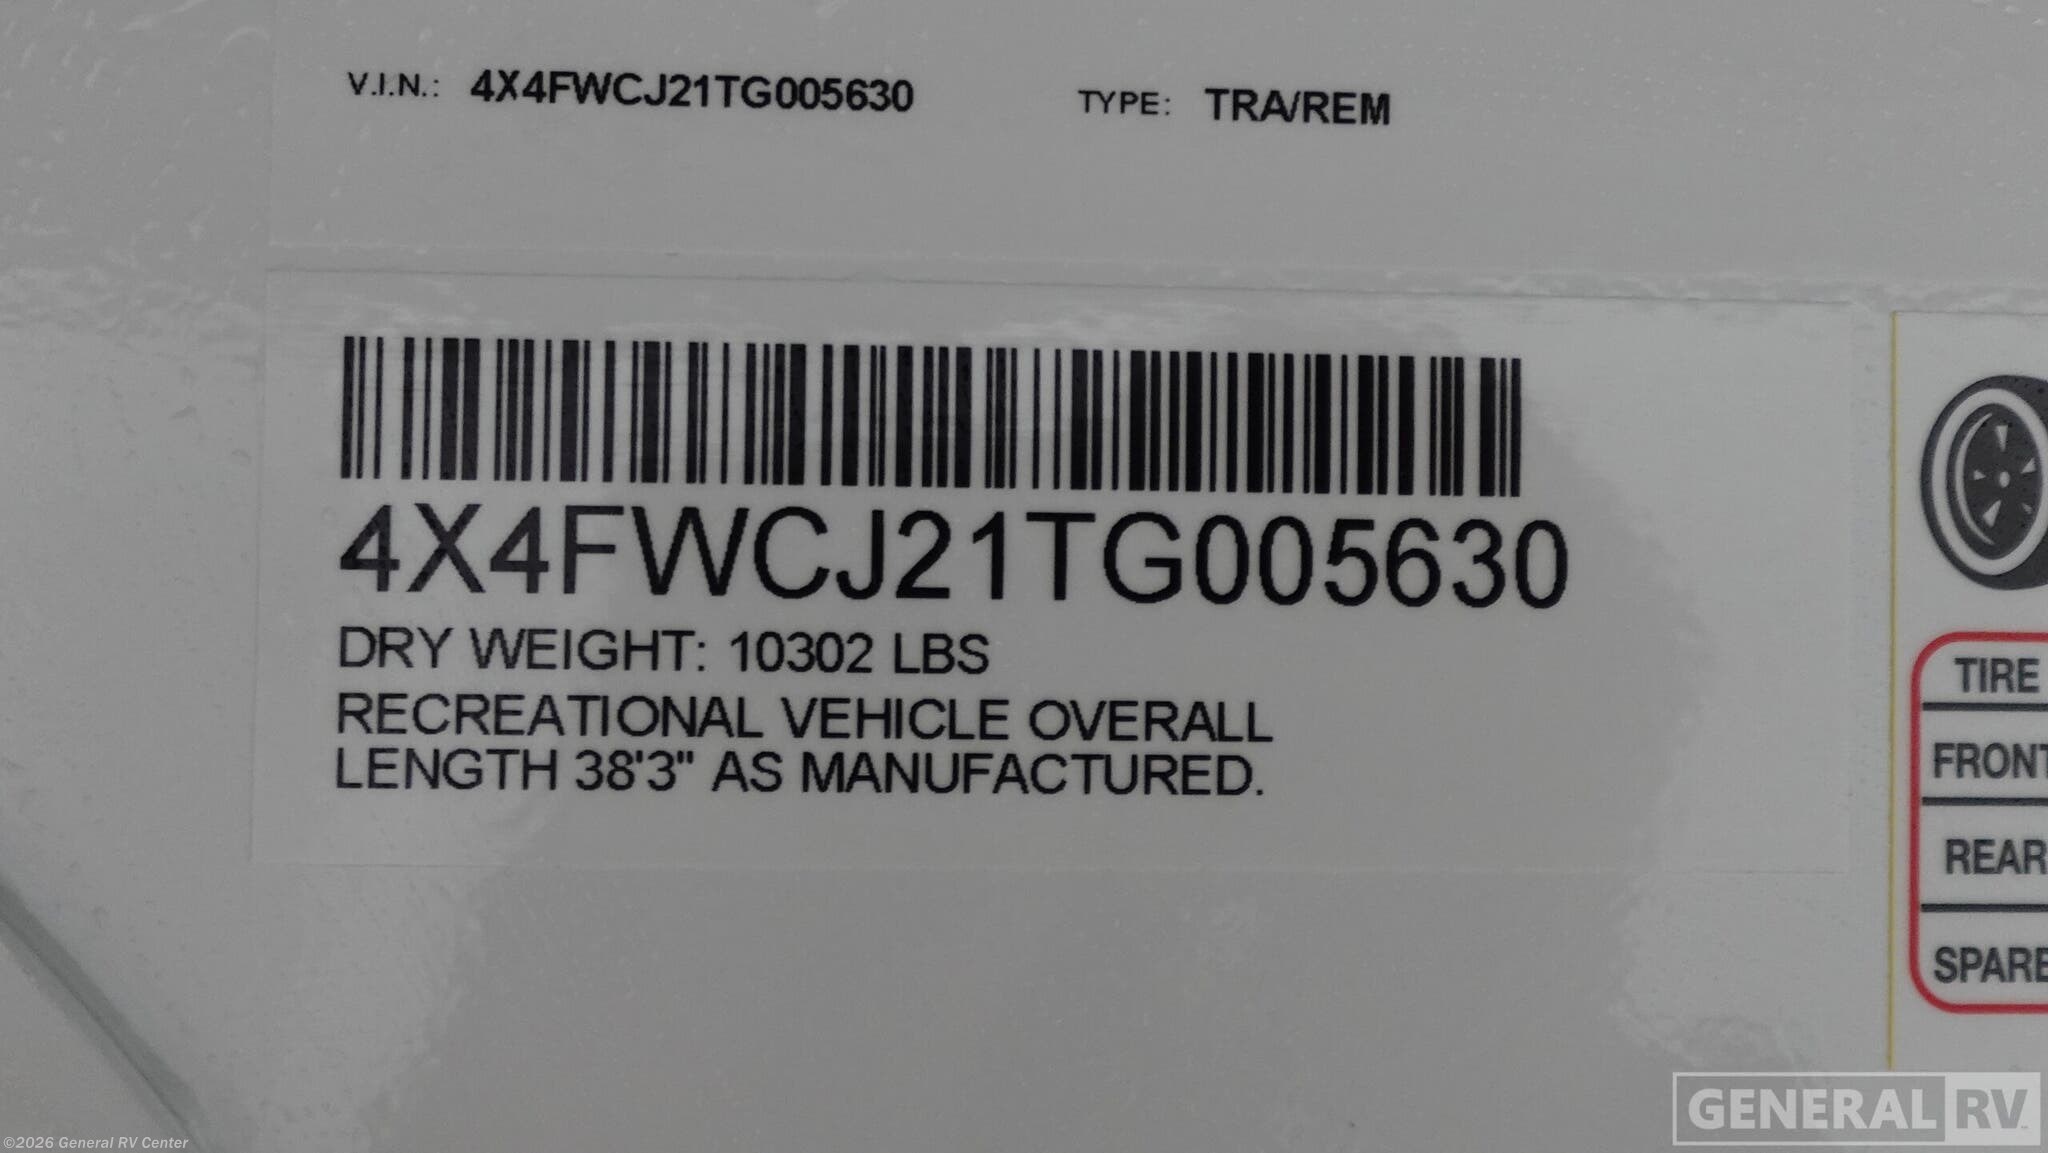 V.I.N.: 4X4FWCJ21TG005630 TYPE: TRA/REM
4X4FWCJ21TG005630
DRY WEIGHT: 10302 LBS
RECREATIONAL VEHICLE OVERALL
LENGTH 38'3" AS MANUFACTURED.
TIRE
FRONT
REAR
SPARE
GENERAL RV
©2026 General RV Center